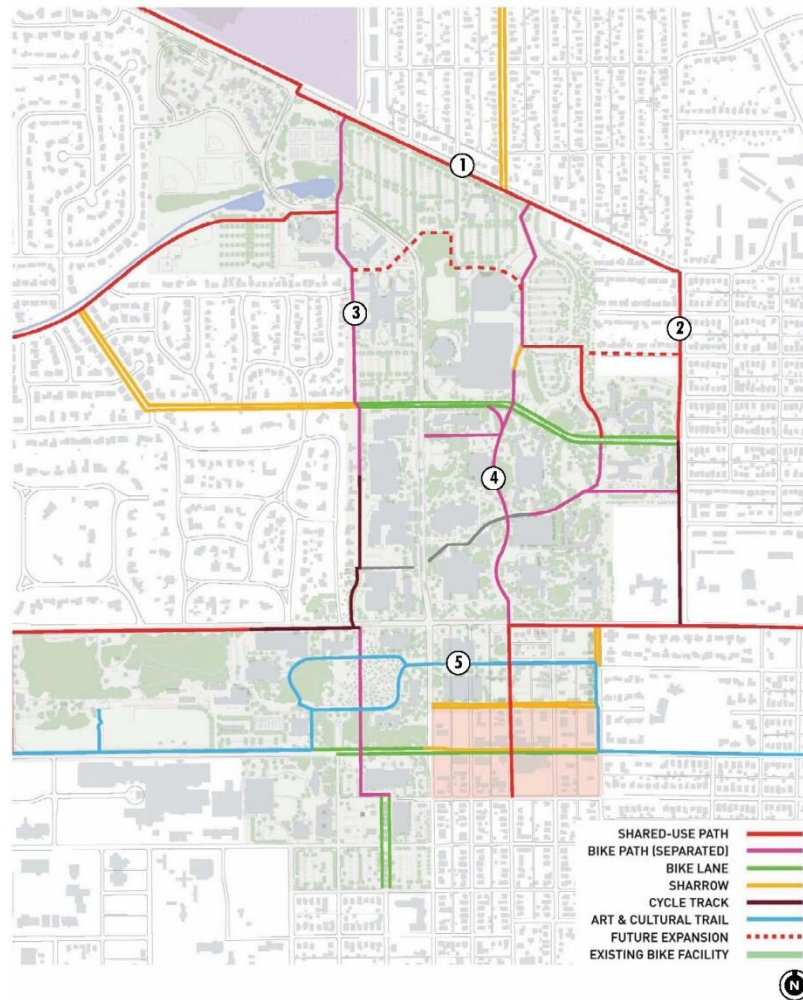 1
2
3
4
5
SHARED-USE PATH
BIKE PATH (SEPARATED)
BIKE LANE
SHARROW
CYCLE TRACK
ART & CULTURAL TRAIL
FUTURE EXPANSION
EXISTING BIKE FACILITY
N